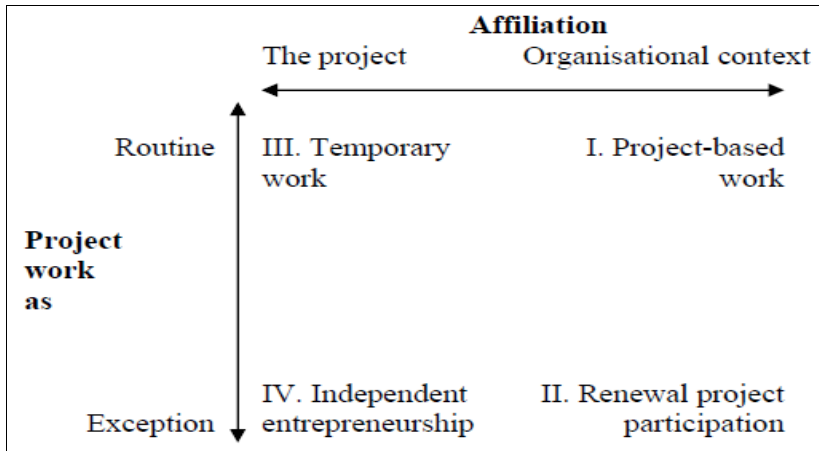 Affiliation
The project Organisational context
Routine III. Temporary I. Project-based
work work
Project
work
as
IV. Independent II. Renewal project
Exception entrepreneurship participation